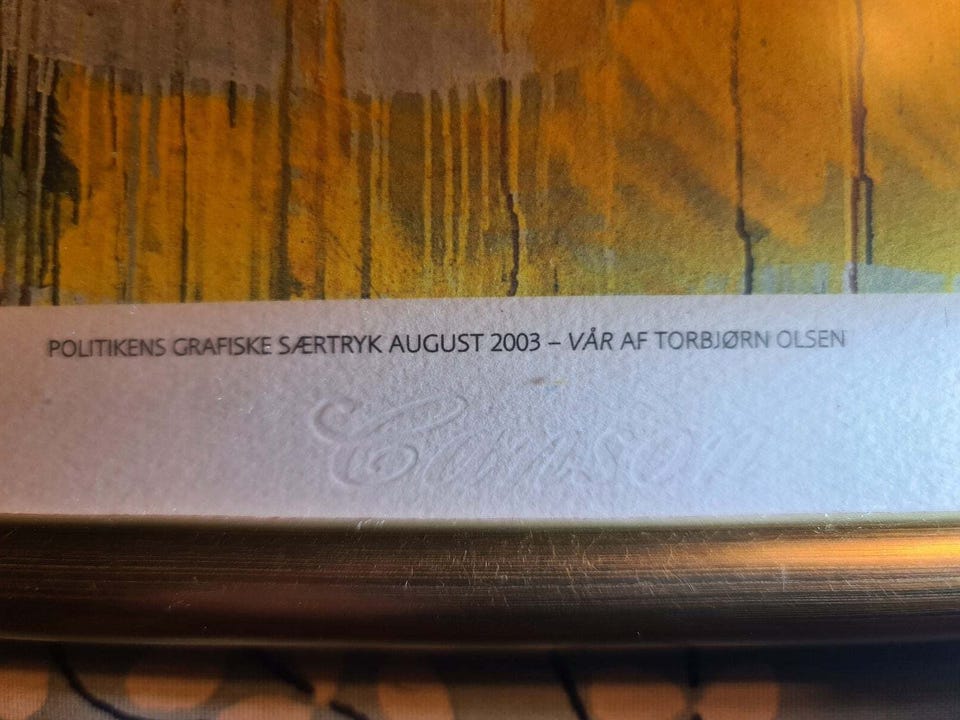 POLITIKENS GRAFISKE SÆRTRYK AUGUST 2003 – VÅR AF TORBJØRN OLSEN
Canson